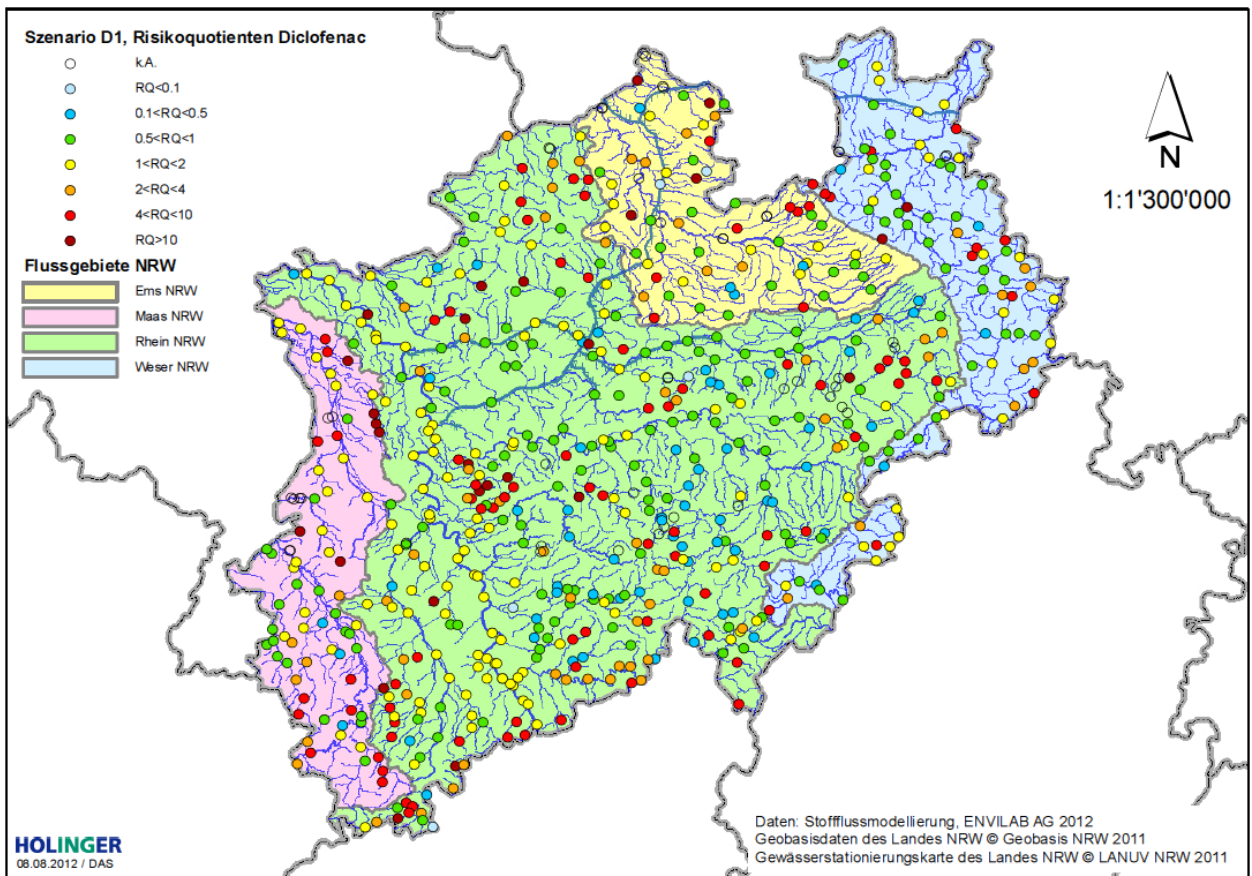 Szenario D1, Risikoquotienten Diclofenac
k.A.
RQ<0.1
0.1<RQ<0.5
0.5<RQ<1
1<RQ<2
2<RQ<4
4<RQ<10
RQ>10
Flussgebiete NRW
Ems NRW
Maas NRW
Rhein NRW
Weser NRW
N
1:1'300'000
HOLINGER
08.08.2012 / DAS
Daten: Stoffflussmodellierung, ENVILAB AG 2012
Geobasisdaten des Landes NRW © Geobasis NRW 2011
Gewässerstationierungskarte des Landes NRW © LANUV NRW 2011